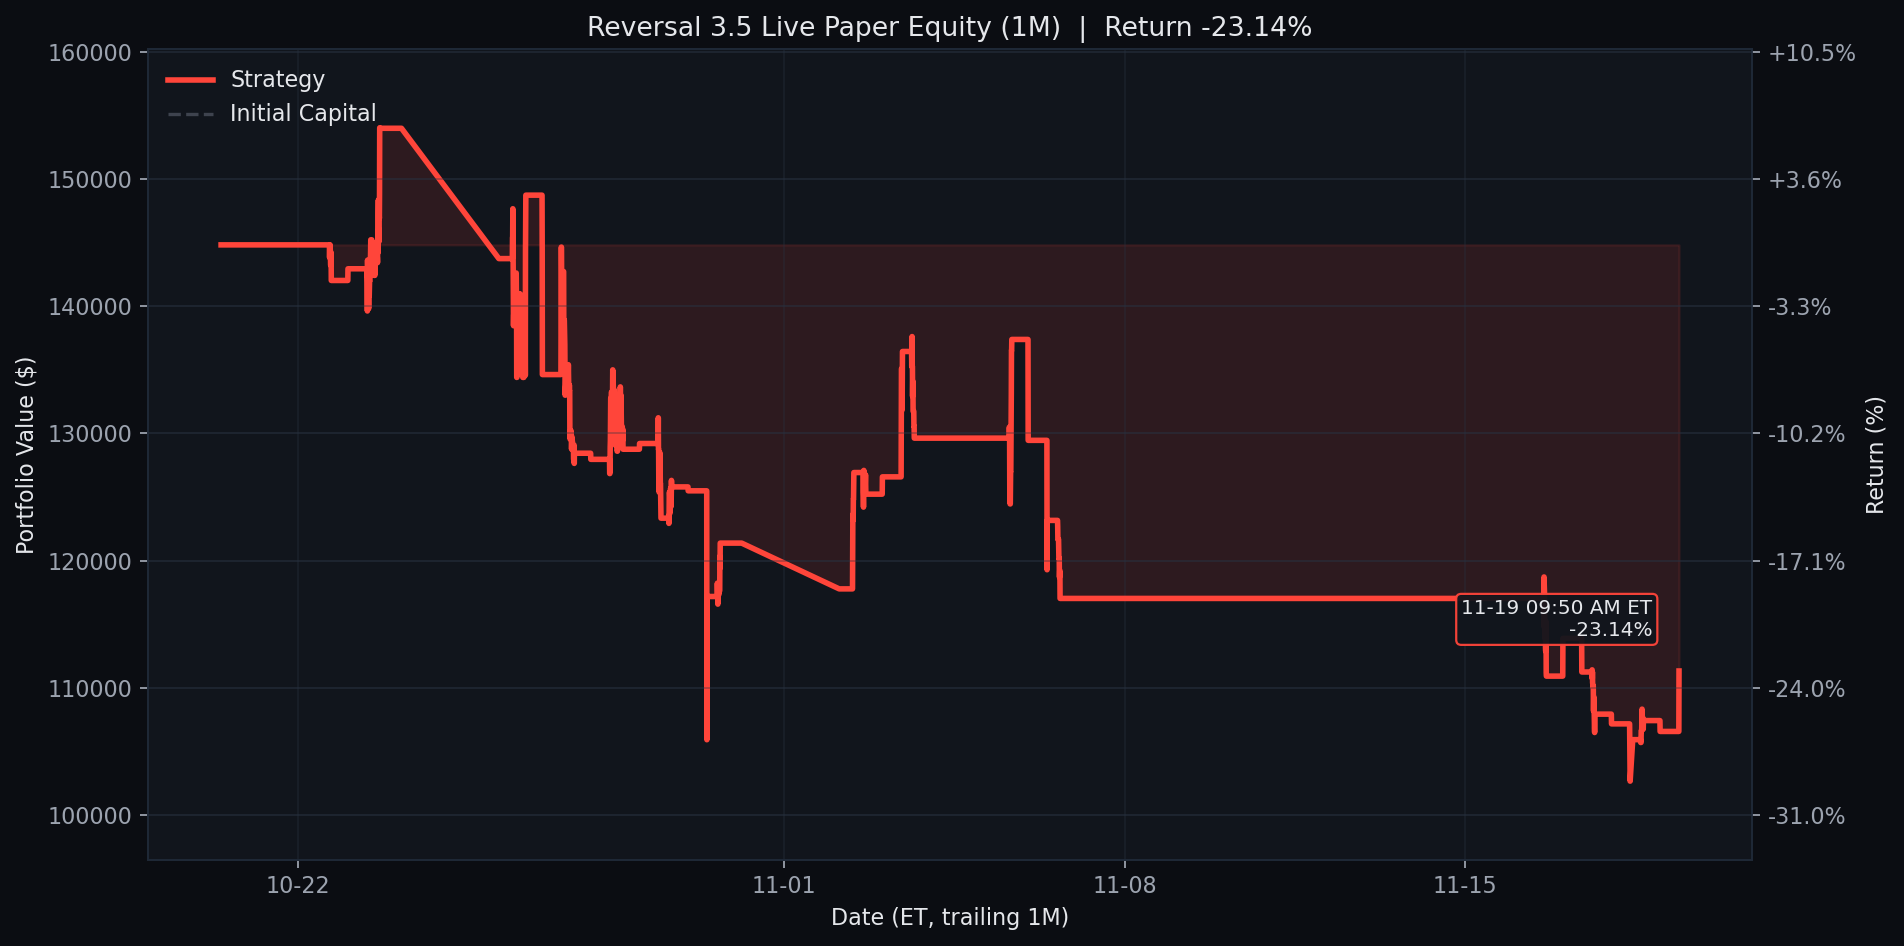 Reversal 3.5 Live Paper Equity (1M)  |  Return -23.14%
Strategy
Initial Capital
Portfolio Value ($)
160000
150000
140000
130000
120000
110000
100000
+10.5%
+3.6%
-3.3%
-10.2%
-17.1%
-24.0%
-31.0%
Return (%)
11-19 09:50 AM ET
-23.14%
10-22
11-01
11-08
11-15
Date (ET, trailing 1M)